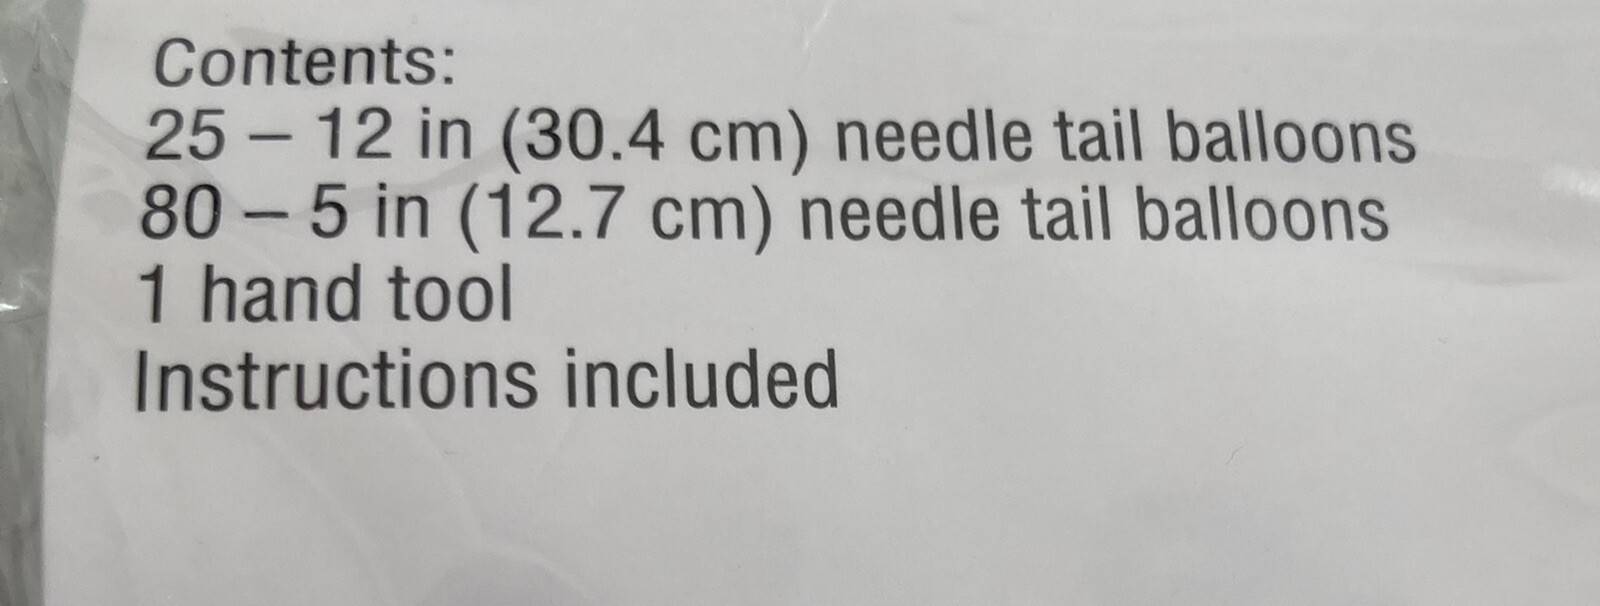 Contents:
25 – 12 in (30.4 cm) needle tail balloons
80 – 5 in (12.7 cm) needle tail balloons
1 hand tool
Instructions included